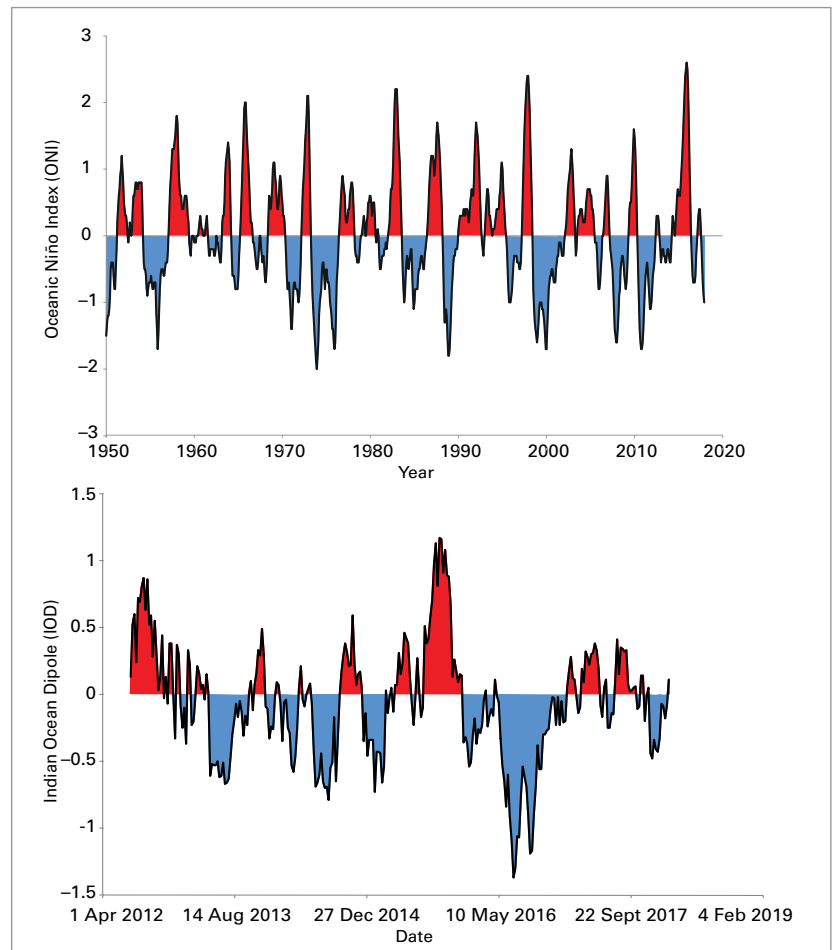 3
2
1
0
–1
–2
–3
Oceanic Niño Index (ONI)
1950 1960 1970 1980 1990 2000 2010 2020
Year
1.5
1
0.5
0
–0.5
-1
–1.5
Indian Ocean Dipole (IOD)
1 Apr 2012 14 Aug 2013 27 Dec 2014 10 May 2016 22 Sept 2017 4 Feb 2019
Date